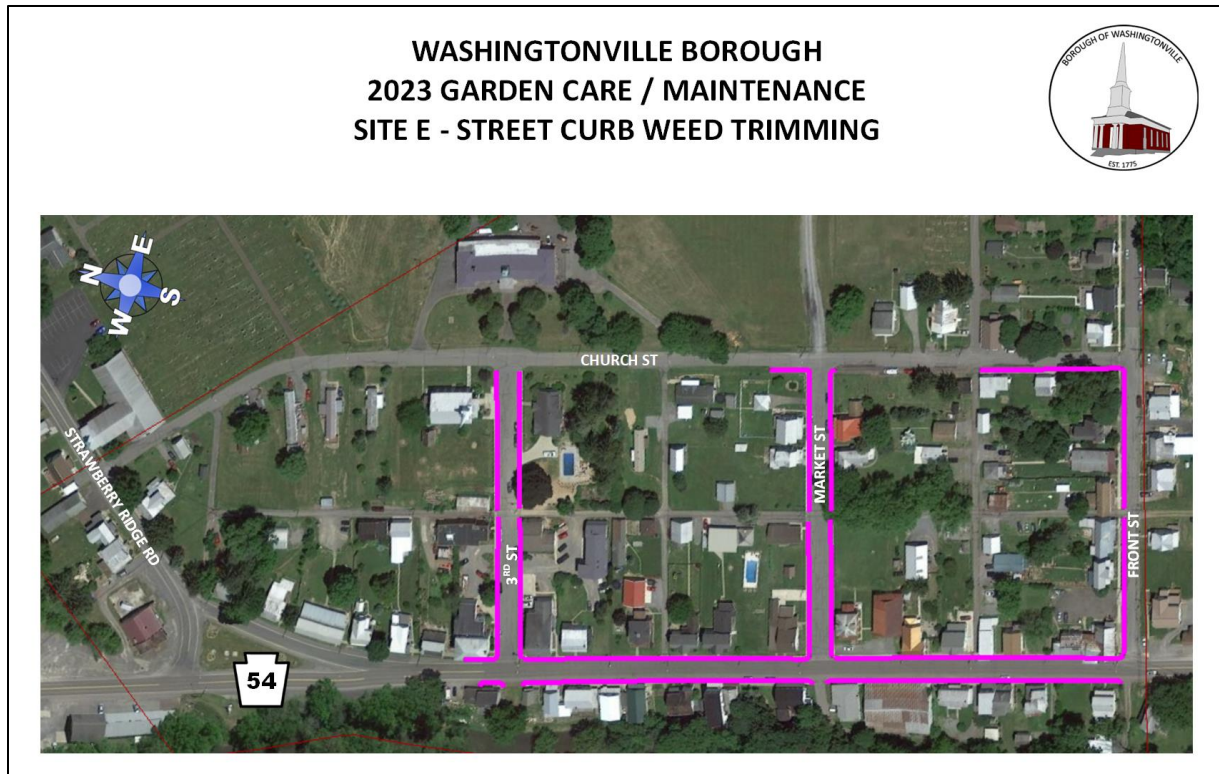 WASHINGTONVILLE BOROUGH
2023 GARDEN CARE / MAINTENANCE
SITE E - STREET CURB WEED TRIMMING
BOROUGH OF WASHINGTONVILLE
EST. 1775
N
E
S
W
CHURCH ST
STRAWBERRY RIDGE RD
3RD ST
MARKET ST
FRONT ST
54